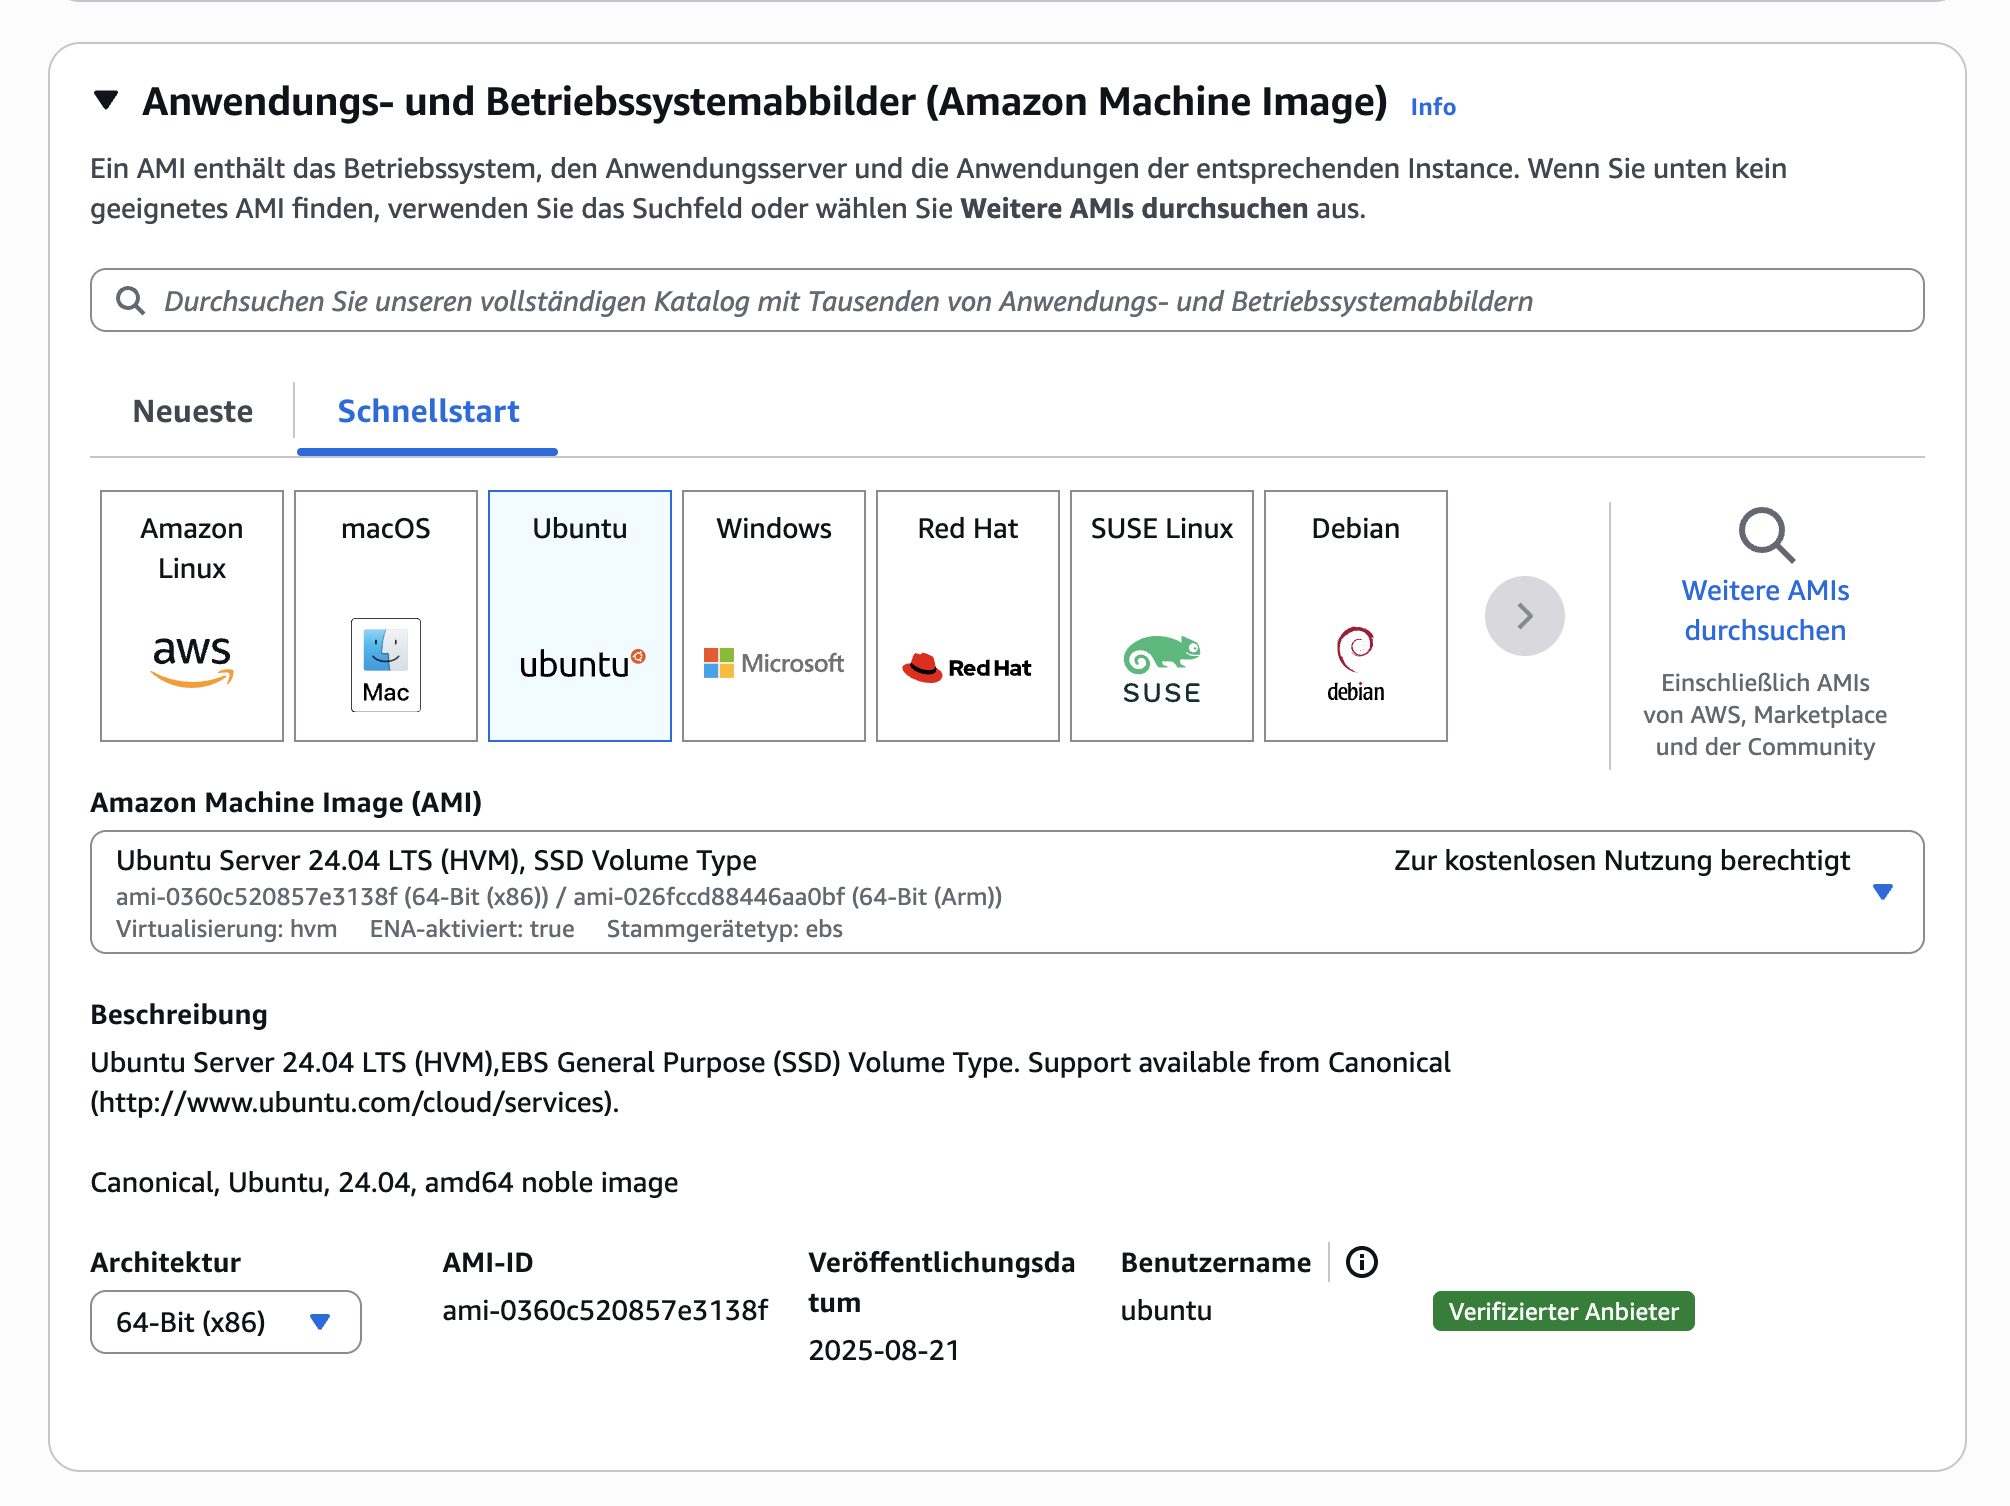 Anwendungs- und Betriebssystemabbilder (Amazon Machine Image) Info
Ein AMI enthält das Betriebssystem, den Anwendungsserver und die Anwendungen der entsprechenden Instance. Wenn Sie unten kein
geeignetes AMI finden, verwenden Sie das Suchfeld oder wählen Sie Weitere AMIs durchsuchen aus.
Durchsuchen Sie unseren vollständigen Katalog mit Tausenden von Anwendungs- und Betriebssystemabbildern
Neueste
Schnellstart
Amazon
Linux
aws
macOS
Mac
Ubuntu
ubuntu
Windows
Microsoft
Red Hat
Red Hat
SUSE Linux
SUSE
Debian
debian
Weitere AMIs
durchsuchen
Einschließlich AMIs
von AWS, Marketplace
und der Community
Amazon Machine Image (AMI)
Ubuntu Server 24.04 LTS (HVM), SSD Volume Type
Zur kostenlosen Nutzung berechtigt
ami-0360c520857e3138f (64-Bit (x86)) / ami-026fccd88446aa0bf (64-Bit (Arm))
Virtualisierung: hvm ENA-aktiviert: true Stammgerätetyp: ebs
Beschreibung
Ubuntu Server 24.04 LTS (HVM),EBS General Purpose (SSD) Volume Type. Support available from Canonical
(http://www.ubuntu.com/cloud/services).
Canonical, Ubuntu, 24.04, amd64 noble image
Architektur
64-Bit (x86)
AMI-ID
ami-0360c520857e3138f
Veröffentlichungsda
tum
2025-08-21
Benutzername
ubuntu
Verifizierter Anbieter